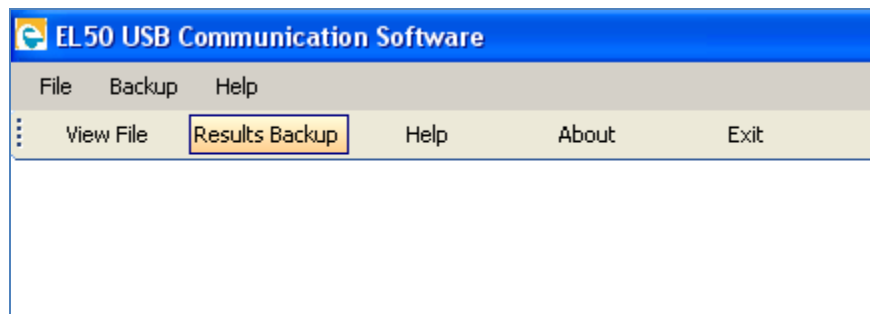 EL50 USB Communication Software
File Backup Help
View File Results Backup Help About Exit